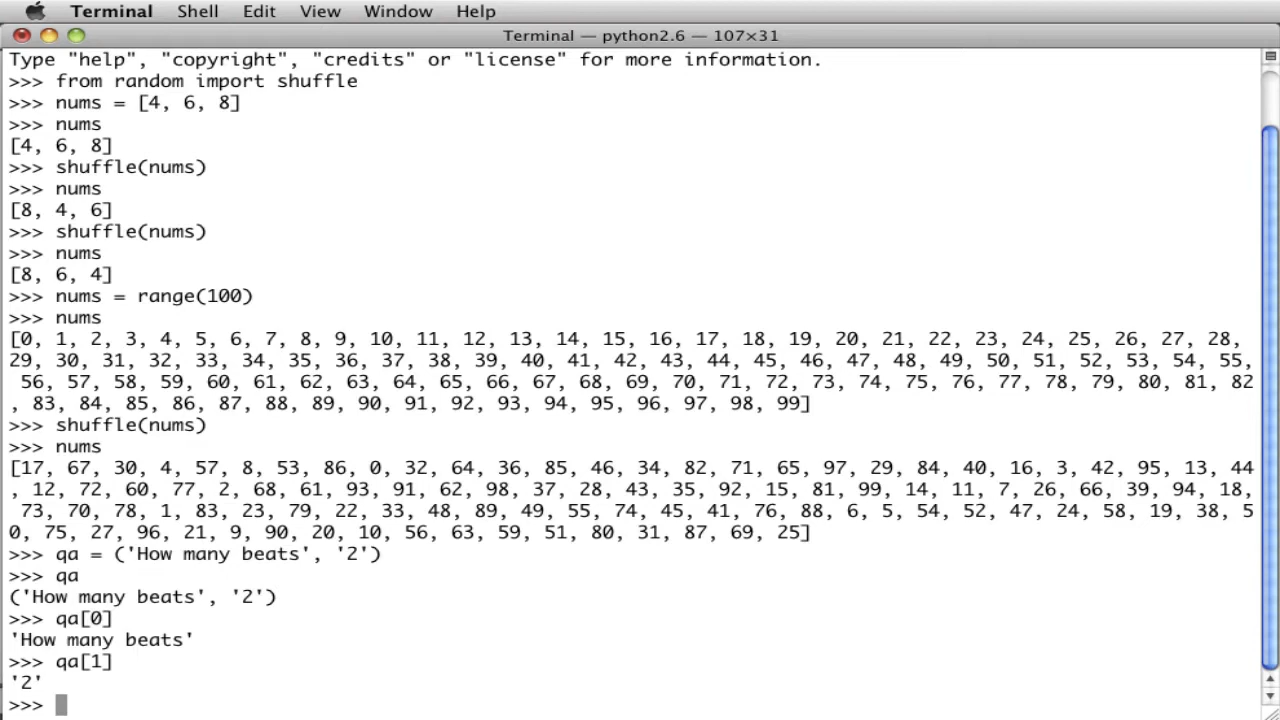 Terminal Shell Edit View Window Help
Terminal — python2.6 — 107×31
Type "help", "copyright", "credits" or "license" for more information.
>>> from random import shuffle
>>> nums = [4, 6, 8]
>>> nums
[4, 6, 8]
>>> shuffle(nums)
>>> nums
[8, 4, 6]
>>> shuffle(nums)
>>> nums
[8, 6, 4]
>>> nums = range(100)
>>> nums
[0, 1, 2, 3, 4, 5, 6, 7, 8, 9, 10, 11, 12, 13, 14, 15, 16, 17, 18, 19, 20, 21, 22, 23, 24, 25, 26, 27, 28,
29, 30, 31, 32, 33, 34, 35, 36, 37, 38, 39, 40, 41, 42, 43, 44, 45, 46, 47, 48, 49, 50, 51, 52, 53, 54, 55,
 56, 57, 58, 59, 60, 61, 62, 63, 64, 65, 66, 67, 68, 69, 70, 71, 72, 73, 74, 75, 76, 77, 78, 79, 80, 81, 82
, 83, 84, 85, 86, 87, 88, 89, 90, 91, 92, 93, 94, 95, 96, 97, 98, 99]
>>> shuffle(nums)
>>> nums
[17, 67, 30, 4, 57, 8, 53, 86, 0, 32, 64, 36, 85, 46, 34, 82, 71, 65, 97, 29, 84, 40, 16, 3, 42, 95, 13, 44
, 12, 72, 60, 77, 2, 68, 61, 93, 91, 62, 98, 37, 28, 43, 35, 92, 15, 81, 99, 14, 11, 7, 26, 66, 39, 94, 18,
 73, 70, 78, 1, 83, 23, 79, 22, 33, 48, 89, 49, 55, 74, 45, 41, 76, 88, 6, 5, 54, 52, 47, 24, 58, 19, 38, 5
0, 75, 27, 96, 21, 9, 90, 20, 10, 56, 63, 59, 51, 80, 31, 87, 69, 25]
>>> qa = ('How many beats', '2')
>>> qa
('How many beats', '2')
>>> qa[0]
'How many beats'
>>> qa[1]
'2'
>>>